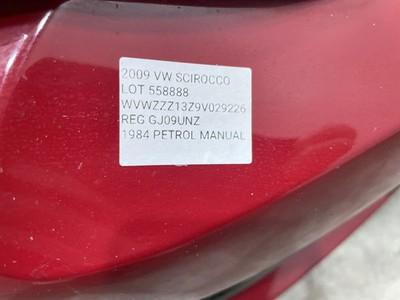 2009 VW SCIROCCO
LOT 558888
WVWZZZ13Z9V029226
REG GJ09UNZ
1984 PETROL MANUAL